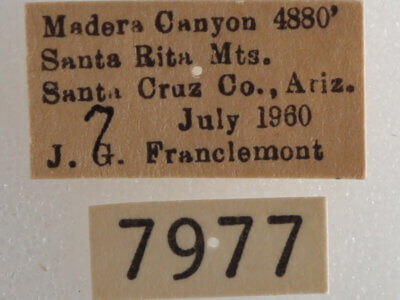 Madera Canyon 4880'
Santa Rita Mts.
Santa Cruz Co., Ariz.
7 July 1960
J. G. Franclemont
7977